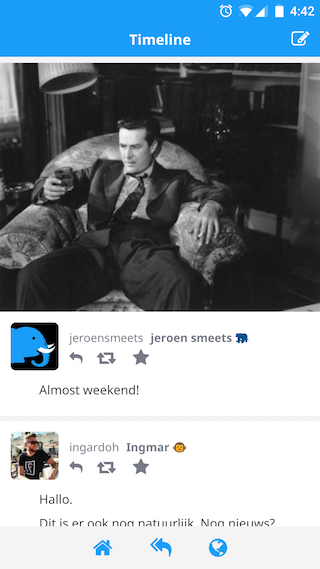 4:42
Timeline
jeroensmeets jeroen smeets 🐘
Almost weekend!
ingardoh Ingmar 🐵
Hallo.
Dit is er ook nog natuurlijk. Nog nieuws?